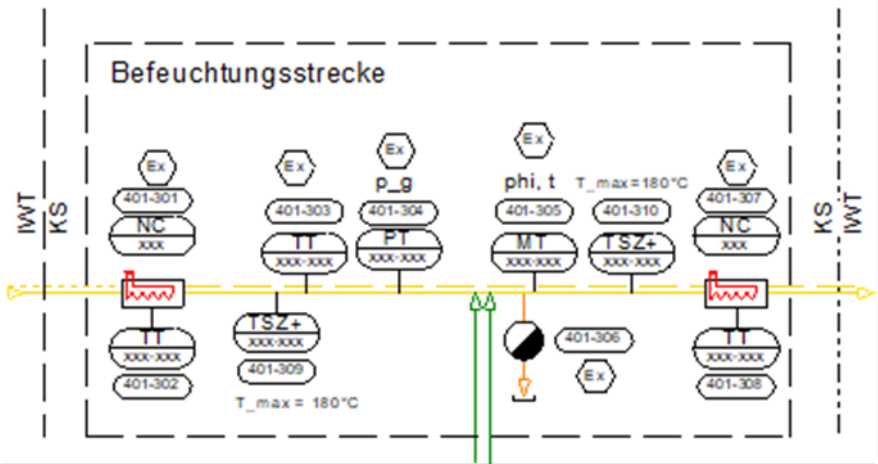 Befeuchtungsstrecke
IWT
KS
Ex
401-301
NC
xxx
TT
xxx-xxx
401-302
Ex
401-303
TT
xxx-xxx
TSZ+
xxx-xxx
401-309
T_max = 180°C
Ex
p_g
401-304
PT
xxx-xxx
Ex
phi, t
401-305
MT
xxx-xxx
401-306
Ex
T_max=180°C
401-310
TSZ+
xxx-xxx
Ex
401-307
NC
xxx
TT
xxx-xxx
401-308
KS
IWT